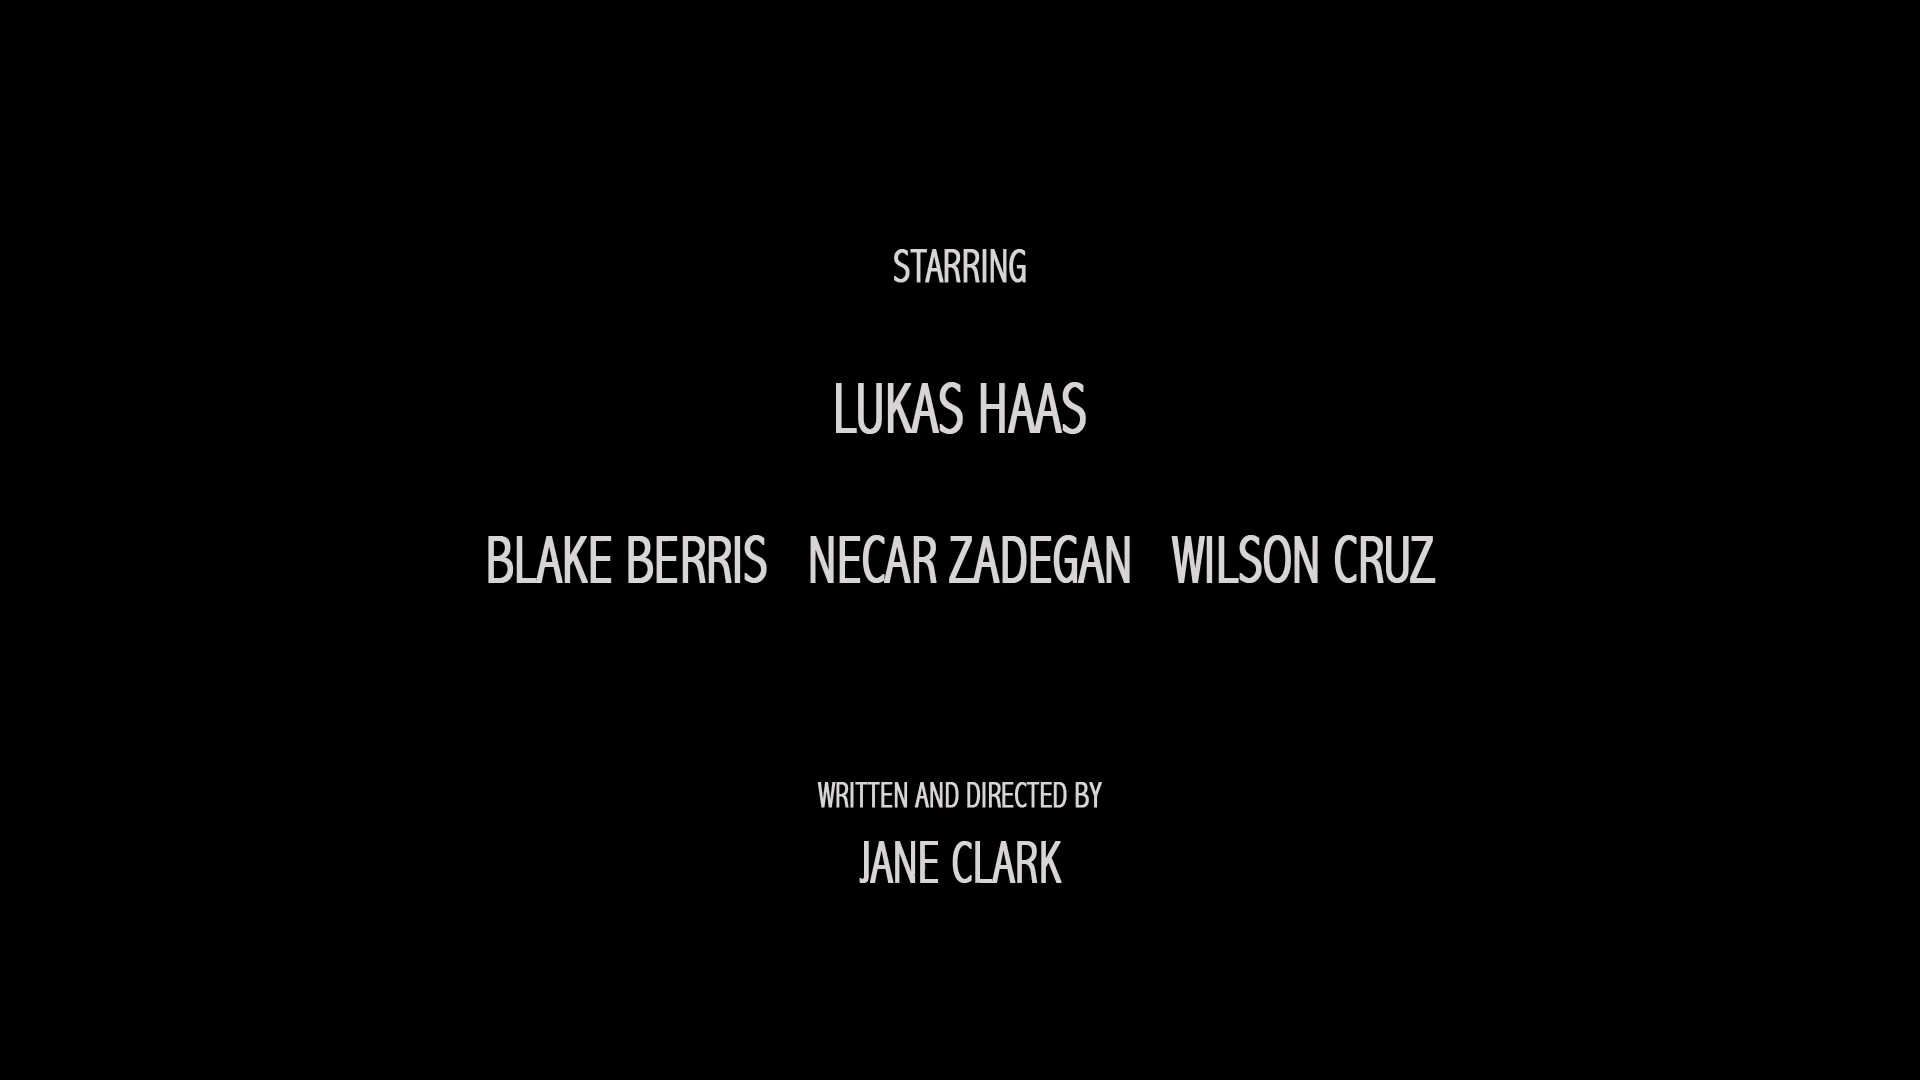 STARRING
LUKAS HAAS
BLAKE BERRIS NECAR ZADEGAN WILSON CRUZ
WRITTEN AND DIRECTED BY
JANE CLARK